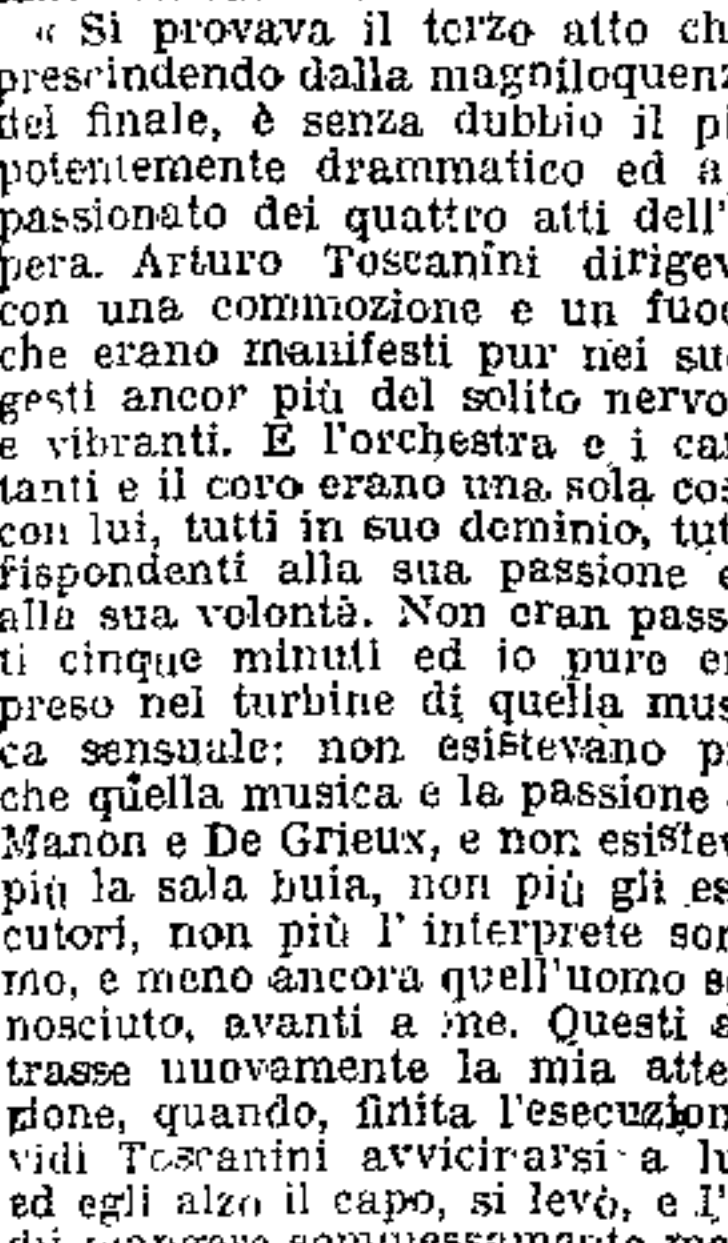 « Si provava il terzo atto ch
prescindendo dalla magniloquenz
del finale, è senza dubbio il pi
potentemente drammatico ed a
passionato dei quattro atti dell'
pera. Arturo Toscanini dirigev
con una commozione e un fuoc
che erano manifesti pur nei suo
gesti ancor più del solito nervo
e vibranti. E l'orchestra e i can
tanti e il coro erano una sola cos
con lui, tutti in suo dominio, tut
rispondenti alla sua passione e
alla sua volontà. Non eran pass
ti cinque minuti ed io pure er
preso nel turbine di quella mus
ca sensuale: non esistevano p
che quella musica e la passione
Manon e De Grieux, e non esistev
più la sala buia, non più gli es
cutori, non più l' interprete som
mo, e meno ancora quell'uomo s
nosciuto, avanti a me. Questi a
trasse nuovamente la mia atte
zione, quando, finita l'esecuzion
vidi Toscanini avvicinarsi a lu
ed egli alzo il capo, si levò, e l'